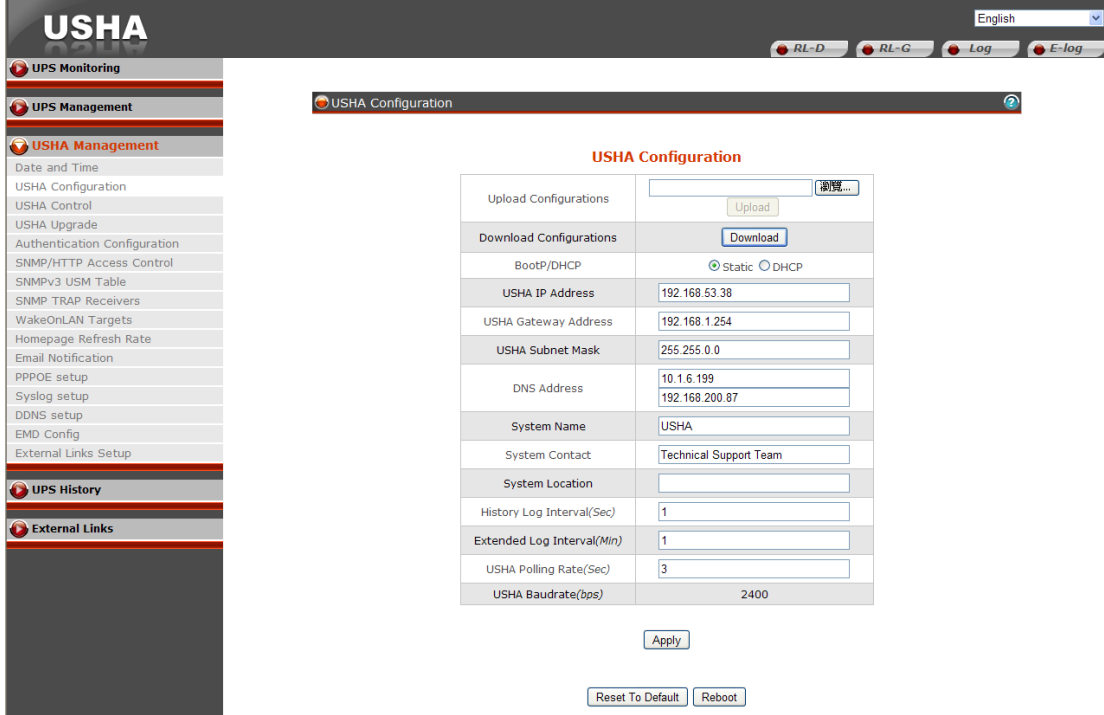 USHA
English
RL-D
RL-G
Log
E-log
UPS Monitoring
UPS Management
USHA Management
Date and Time
USHA Configuration
USHA Control
USHA Upgrade
Authentication Configuration
SNMP/HTTP Access Control
SNMPv3 USM Table
SNMP TRAP Receivers
WakeOnLAN Targets
Homepage Refresh Rate
Email Notification
PPPOE setup
Syslog setup
DDNS setup
EMD Config
External Links Setup
UPS History
External Links
USHA Configuration
?
USHA Configuration
Upload Configurations
瀏覽...
Upload
Download Configurations
Download
BootP/DHCP
Static
DHCP
USHA IP Address
192.168.53.38
USHA Gateway Address
192.168.1.254
USHA Subnet Mask
255.255.0.0
DNS Address
10.1.6.199
192.168.200.87
System Name
USHA
System Contact
Technical Support Team
System Location
History Log Interval(Sec)
1
Extended Log Interval(Min)
1
USHA Polling Rate(Sec)
3
USHA Baudrate(bps)
2400
Apply
Reset To Default
Reboot